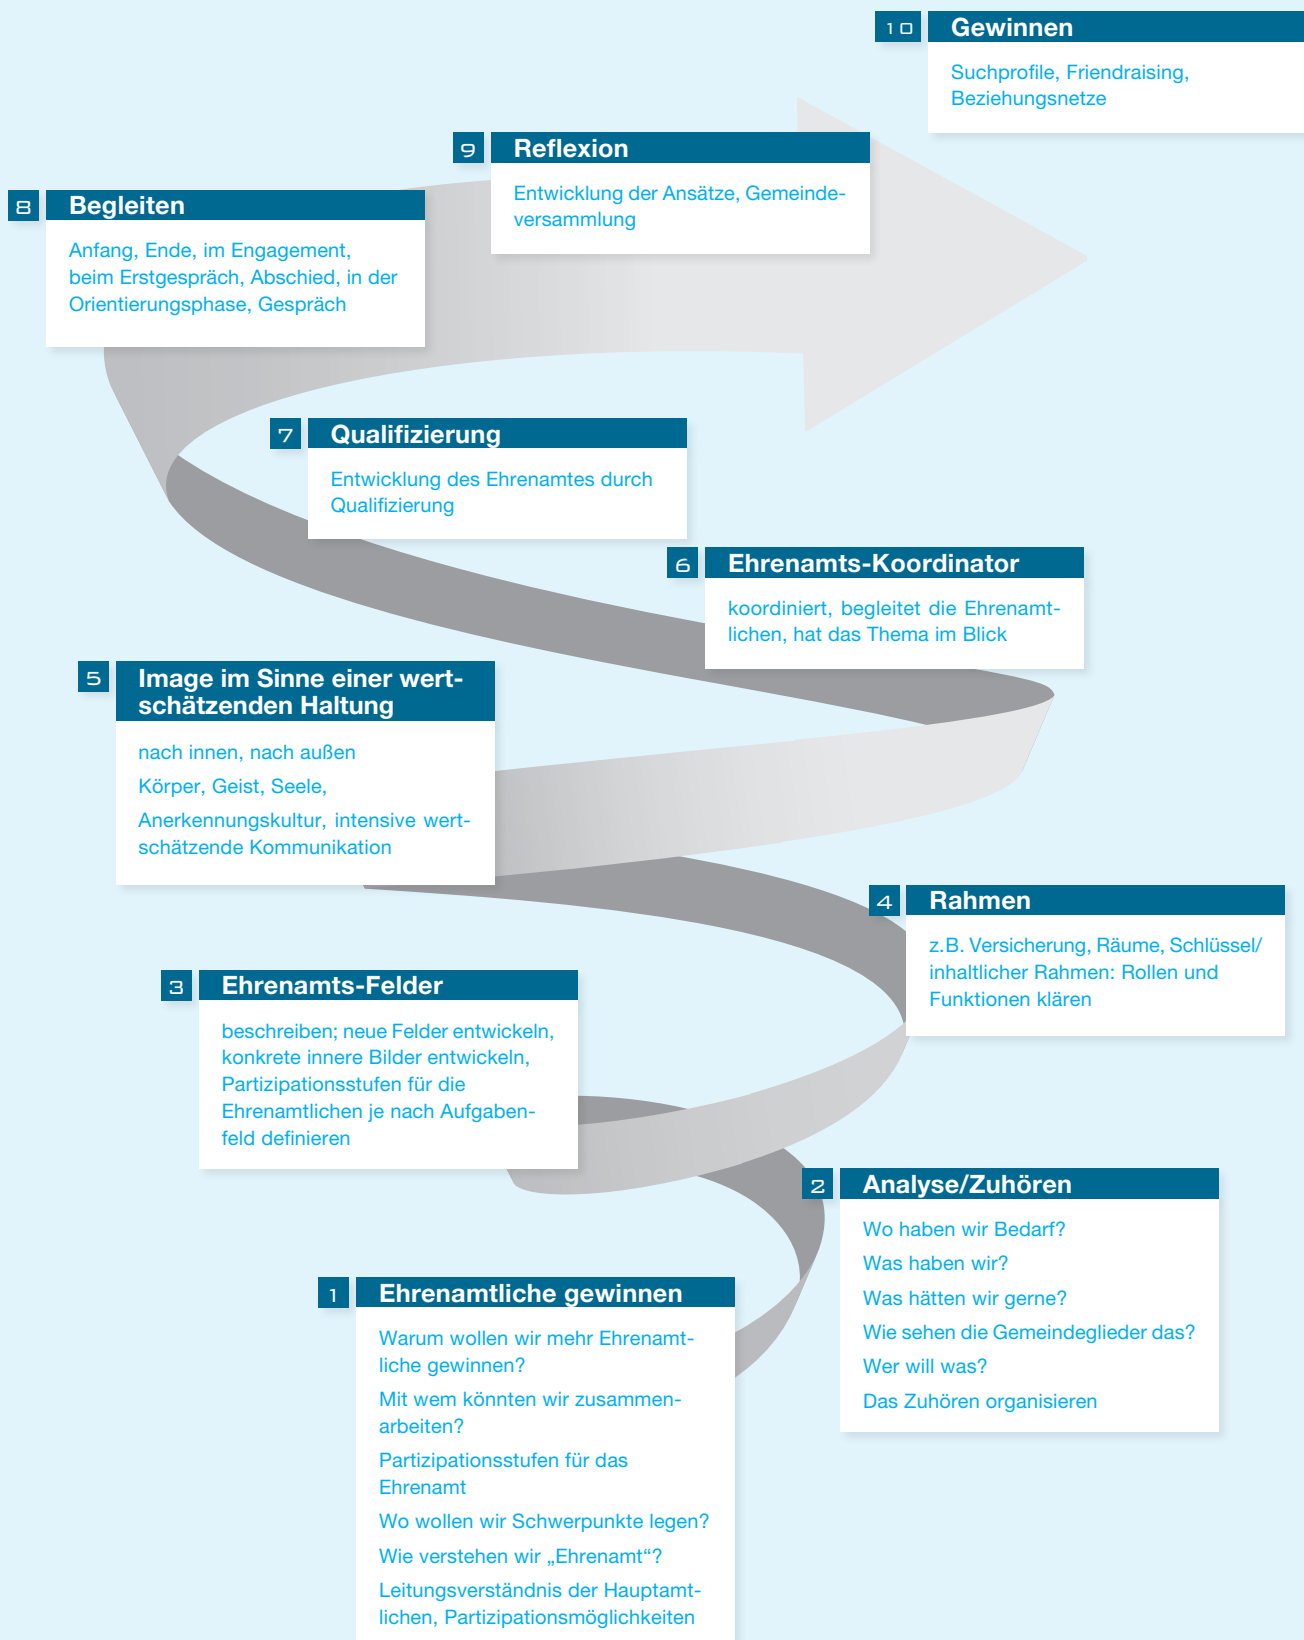 10 Gewinnen
Suchprofile, Friendraising,
Beziehungsnetze
9 Reflexion
Entwicklung der Ansätze, Gemeinde-
versammlung
8 Begleiten
Anfang, Ende, im Engagement,
beim Erstgespräch, Abschied, in der
Orientierungsphase, Gespräch
7 Qualifizierung
Entwicklung des Ehrenamtes durch
Qualifizierung
6 Ehrenamts-Koordinator
koordiniert, begleitet die Ehrenamt-
lichen, hat das Thema im Blick
5 Image im Sinne einer wert-
schätzenden Haltung
nach innen, nach außen
Körper, Geist, Seele,
Anerkennungskultur, intensive wert-
schätzende Kommunikation
4 Rahmen
z.B. Versicherung, Räume, Schlüssel/
inhaltlicher Rahmen: Rollen und
Funktionen klären
3 Ehrenamts-Felder
beschreiben; neue Felder entwickeln,
konkrete innere Bilder entwickeln,
Partizipationsstufen für die
Ehrenamtlichen je nach Aufgaben-
feld definieren
2 Analyse/Zuhören
Wo haben wir Bedarf?
Was haben wir?
Was hätten wir gerne?
Wie sehen die Gemeindeglieder das?
Wer will was?
Das Zuhören organisieren
1 Ehrenamtliche gewinnen
Warum wollen wir mehr Ehrenamt-
liche gewinnen?
Mit wem könnten wir zusammen-
arbeiten?
Partizipationsstufen für das
Ehrenamt
Wo wollen wir Schwerpunkte legen?
Wie verstehen wir „Ehrenamt“?
Leitungsverständnis der Hauptamt-
lichen, Partizipationsmöglichkeiten